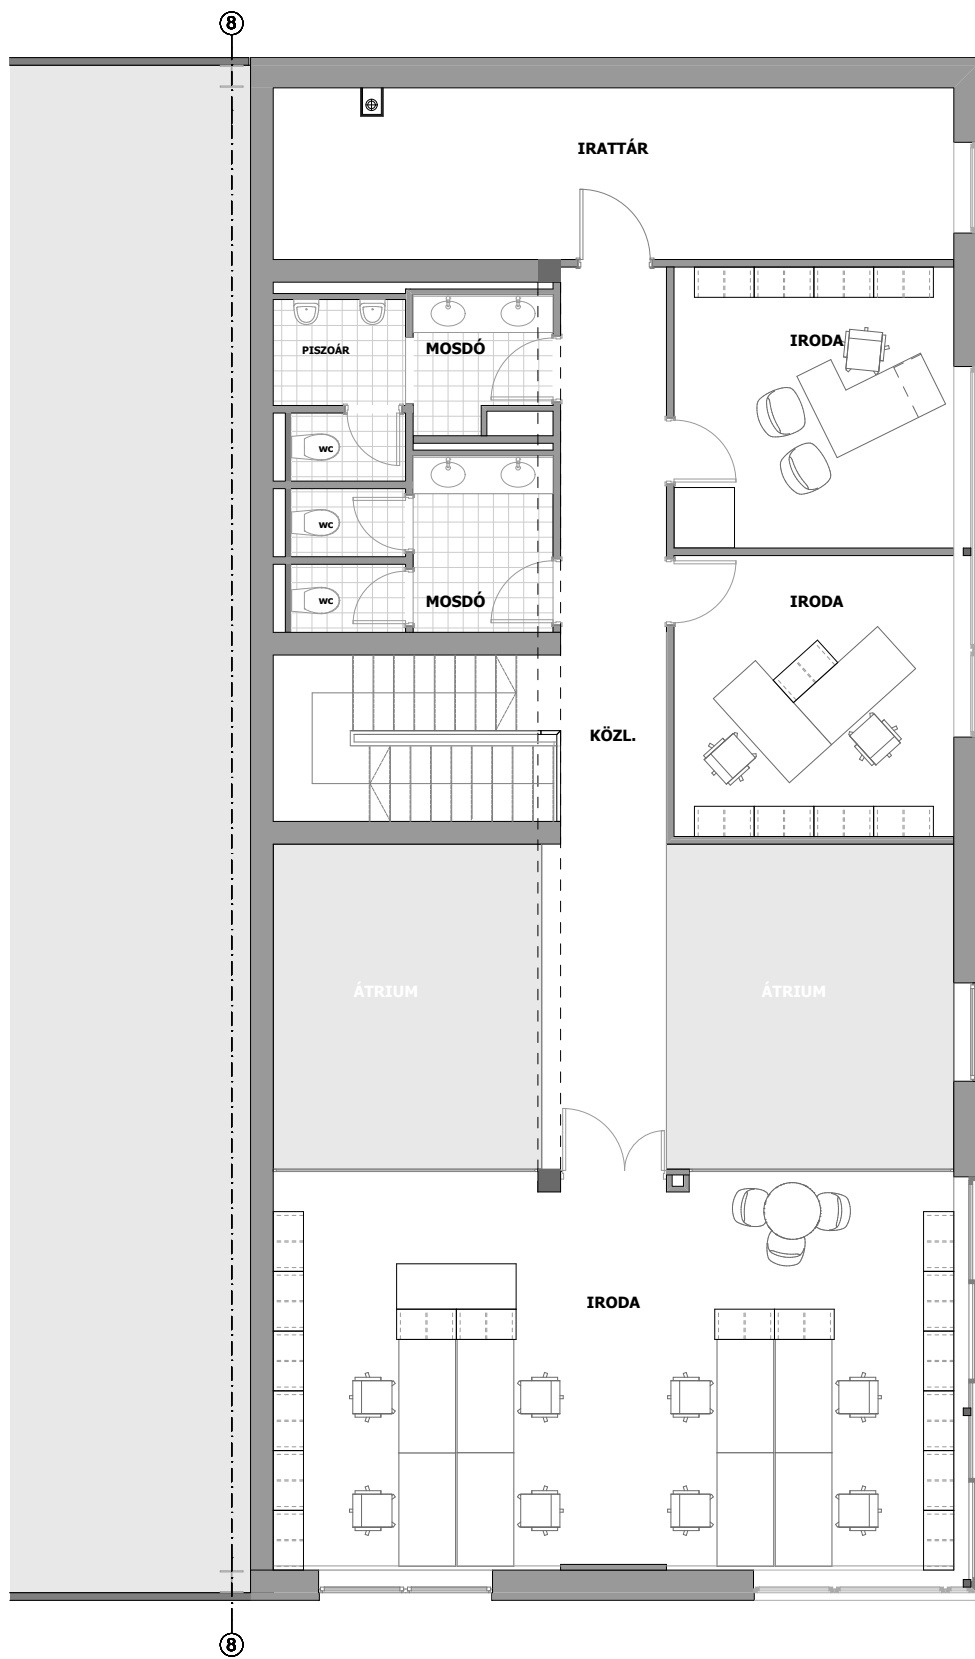 8
IRATTÁR
IRODA
PISZOÁR
MOSDÓ
WC
WC
WC
MOSDÓ
IRODA
KÖZL.
ÁTRIUM
ÁTRIUM
IRODA
8